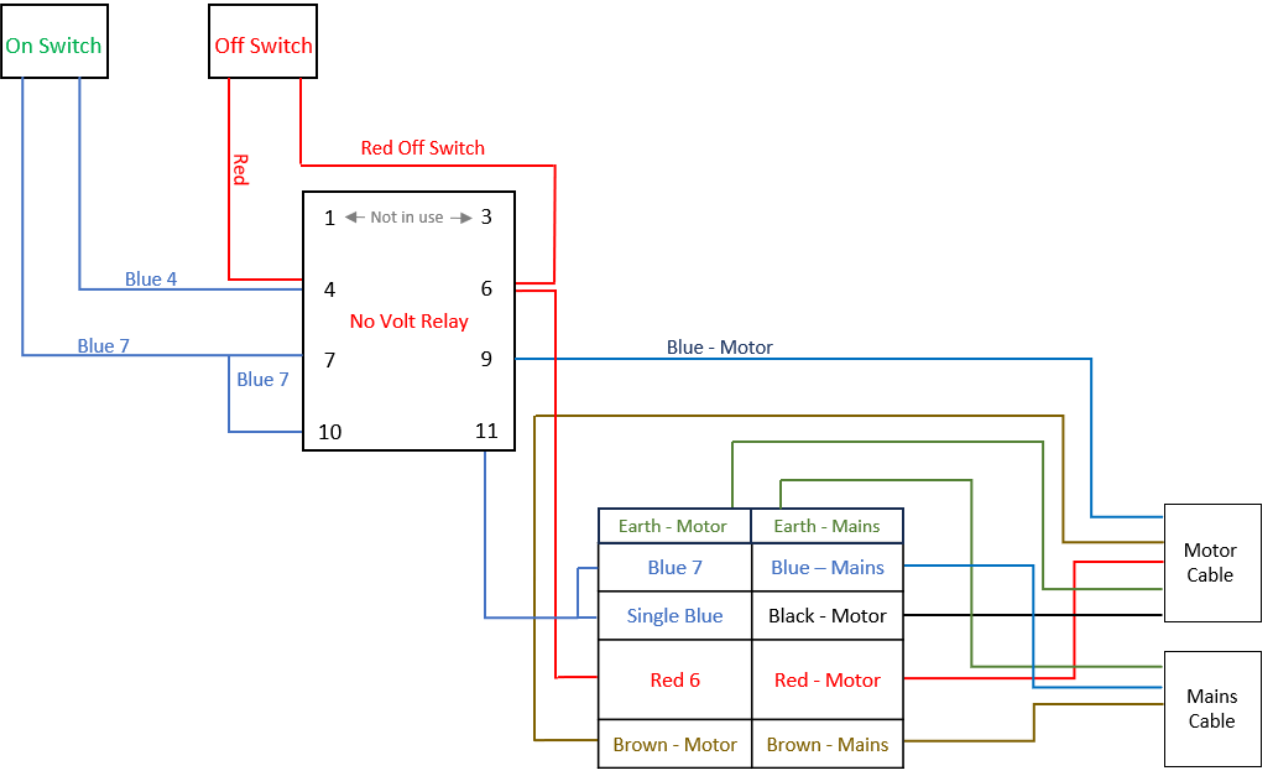 On Switch
Off Switch
Red Off Switch
Red
1 Not in use 3
Blue 4
4
6
No Volt Relay
Blue 7
7
9
Blue - Motor
Blue 7
10
11
Earth - Motor
Earth - Mains
Blue 7
Blue – Mains
Single Blue
Black - Motor
Red 6
Red - Motor
Brown - Motor
Brown - Mains
Motor
Cable
Mains
Cable